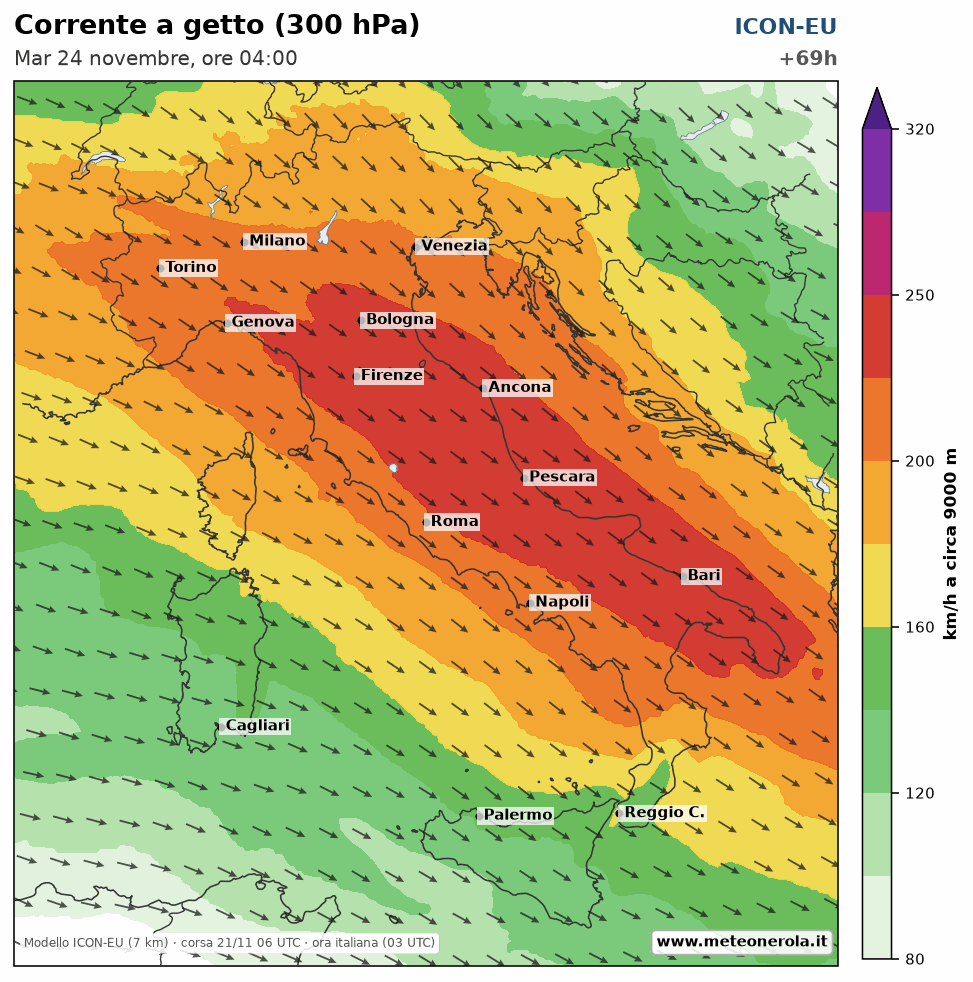 Corrente a getto (300 hPa)
ICON-EU
Mar 24 novembre, ore 04:00
+69h
Milano
Venezia
Torino
Genova
Bologna
Firenze
Ancona
Pescara
Roma
Bari
Napoli
Cagliari
Palermo
Reggio C.
320
250
200
160
120
80
km/h a circa 9000 m
Modello ICON-EU (7 km) · corsa 21/11 06 UTC · ora italiana (03 UTC)
www.meteonerola.it